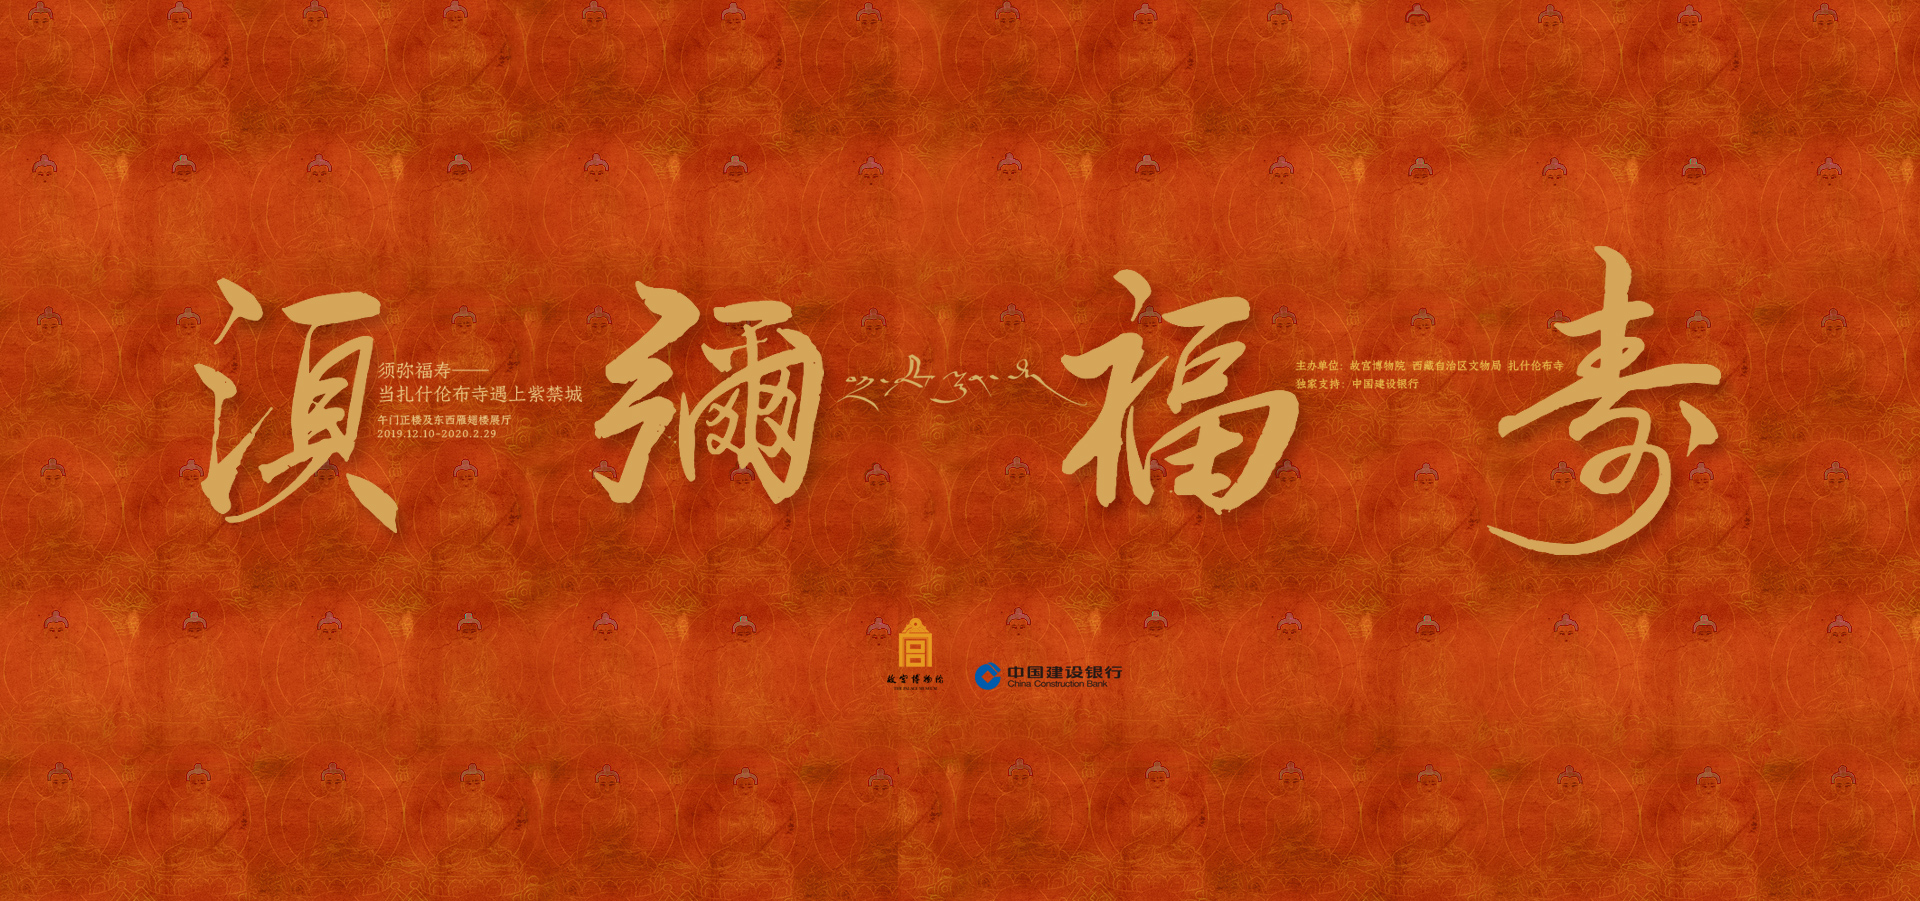 須彌福寿
须弥福寿——
当扎什伦布寺遇上紫禁城
午门正楼及东西雁翅楼展厅
2019.12.10-2020.2.29
主办单位：故宫博物院 西藏自治区文物局 扎什伦布寺
独家支持：中国建设银行
故宫博物院
THE PALACE MUSEUM
中国建设银行
China Construction Bank